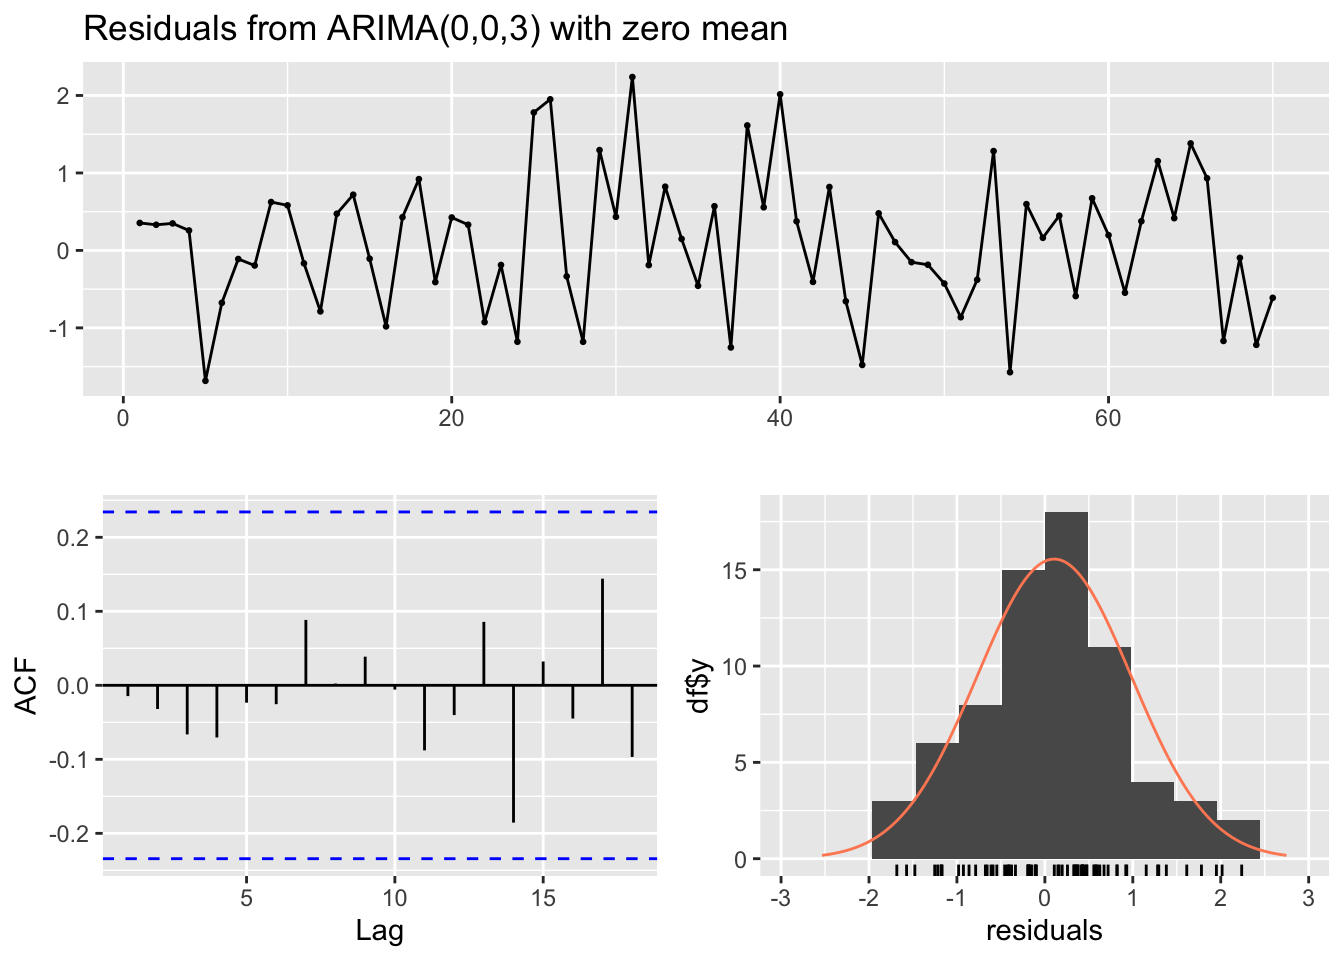 Residuals from ARIMA(0,0,3) with zero mean
2
1
0
-1
0 20 40 60
ACF
0.2
0.1
0.0
-0.1
-0.2
5 10 15
Lag
df$y
15
10
5
0
-3 -2 -1 0 1 2 3
residuals